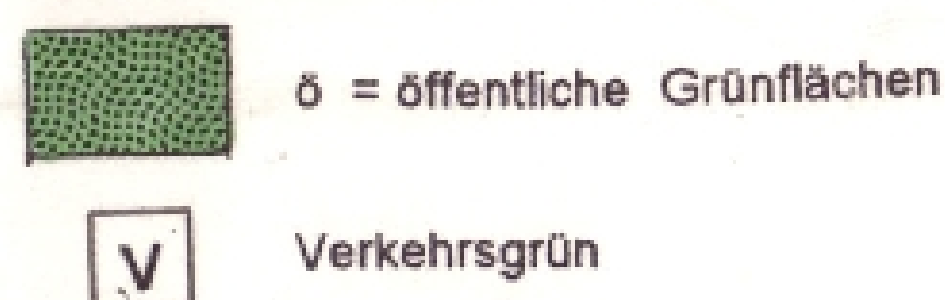 ö = öffentliche Grünflächen
V Verkehrsgrün